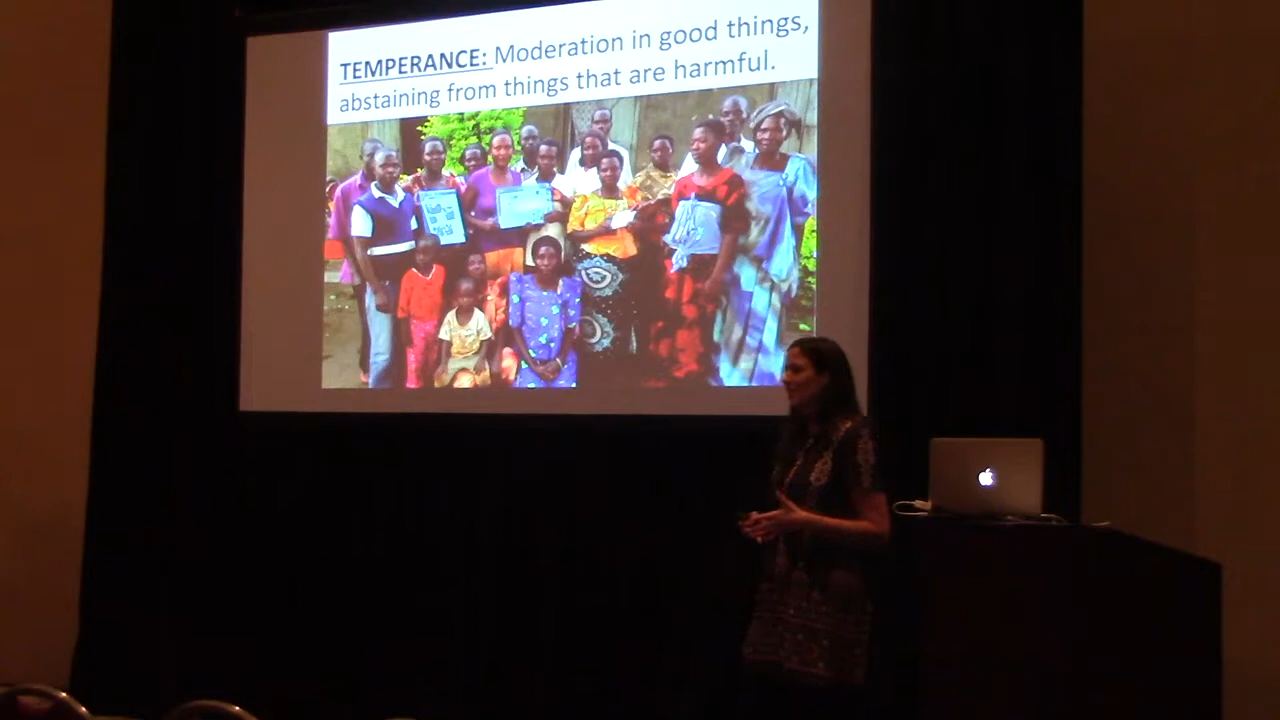 TEMPERANCE: Moderation in good things,
abstaining from things that are harmful.